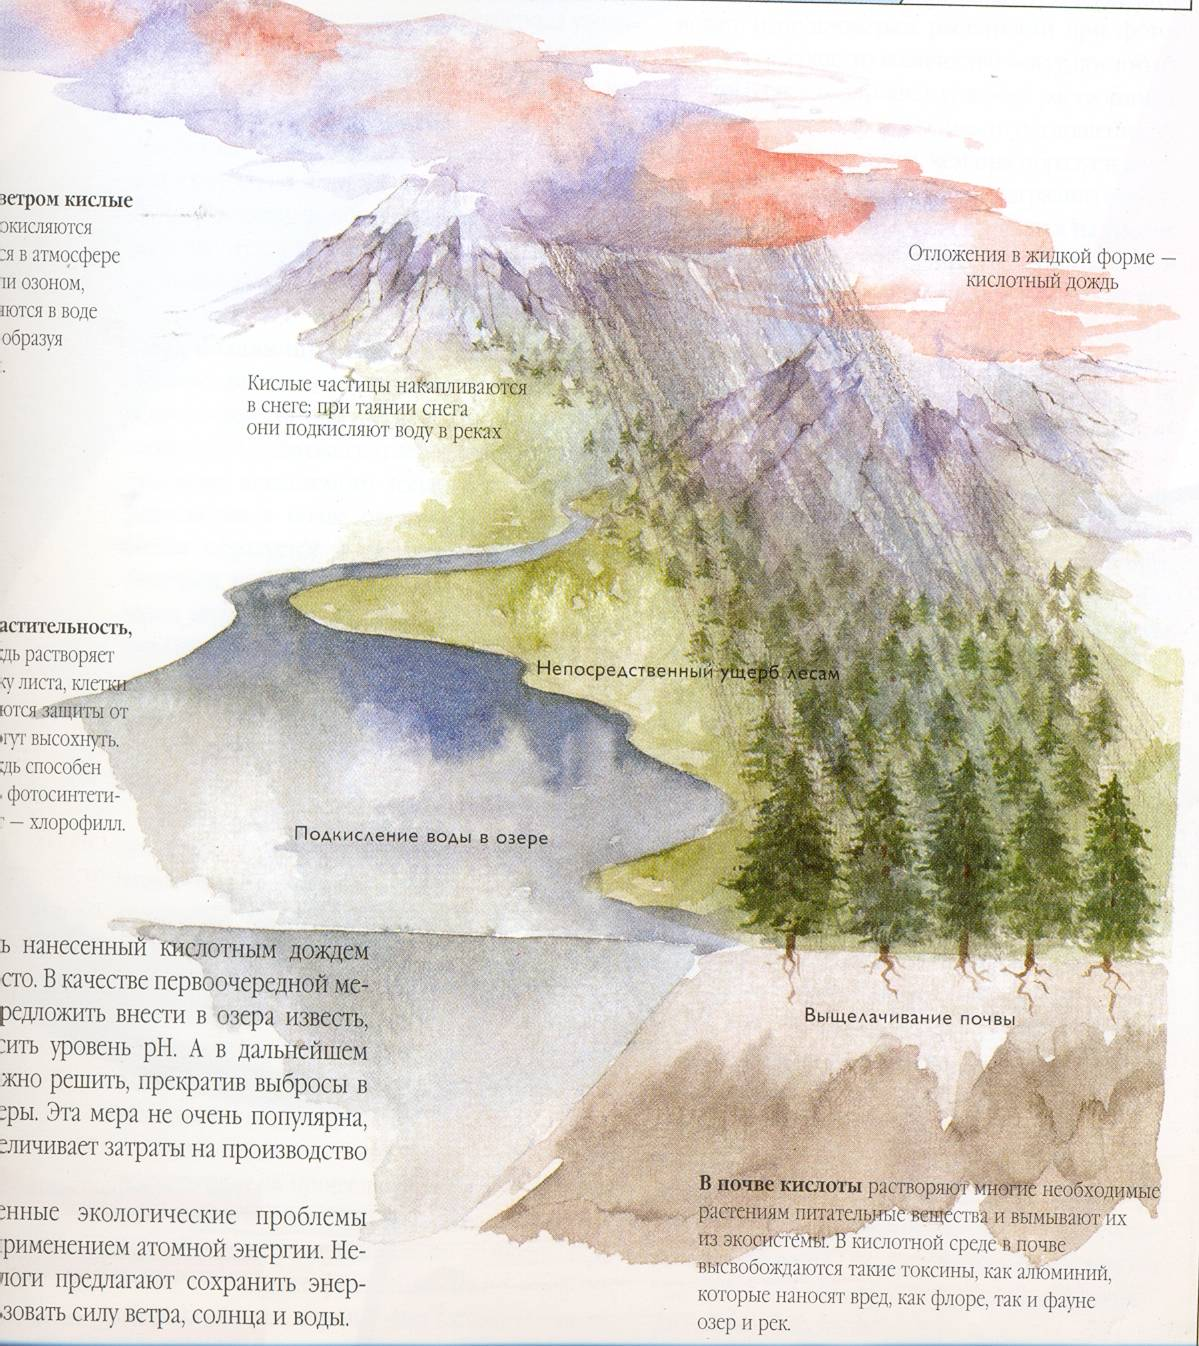 ветром кислые
окисляются
ся в атмосфере
ли озоном,
яются в воде
образуя
Отложения в жидкой форме —
кислотный дождь
Кислые частицы накапливаются
в снеге; при таянии снега
они подкисляют воду в реках
астительность,
ждь растворяет
ку листа, клетки
ются защиты от
огут высохнуть.
ждь способен
ь фотосинтети-
т — хлорофилл.
Непосредственный ущерб лесам
Подкисление воды в озере
ь нанесенный кислотным дождем
сто. В качестве первоочередной ме-
редложить внести в озера известь,
сить уровень pH. А в дальнейшем
жно решить, прекратив выбросы в
еры. Эта мера не очень популярна,
еличивает затраты на производство
енные экологические проблемы
применением атомной энергии. Не-
логи предлагают сохранить энер-
ьзовать силу ветра, солнца и воды.
Выщелачивание почвы
В почве кислоты растворяют многие необходимые
растениям питательные вещества и вымывают их
из экосистемы. В кислотной среде в почве
высвобождаются такие токсины, как алюминий,
которые наносят вред, как флоре, так и фауне
озер и рек.